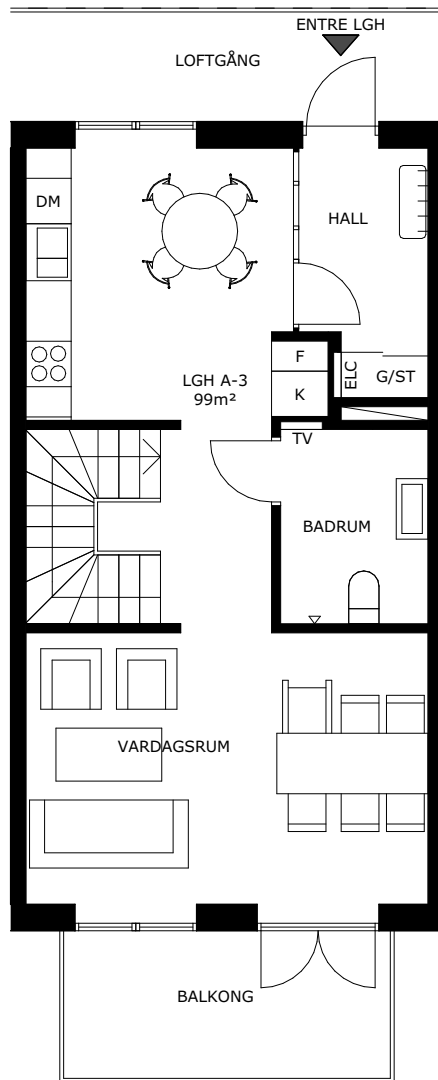 ENTRE LGH
LOFTGÅNG
DM
HALL
F
ELC
G/ST
LGH A-3
99m²
K
TV
BADRUM
VARDAGSRUM
BALKONG